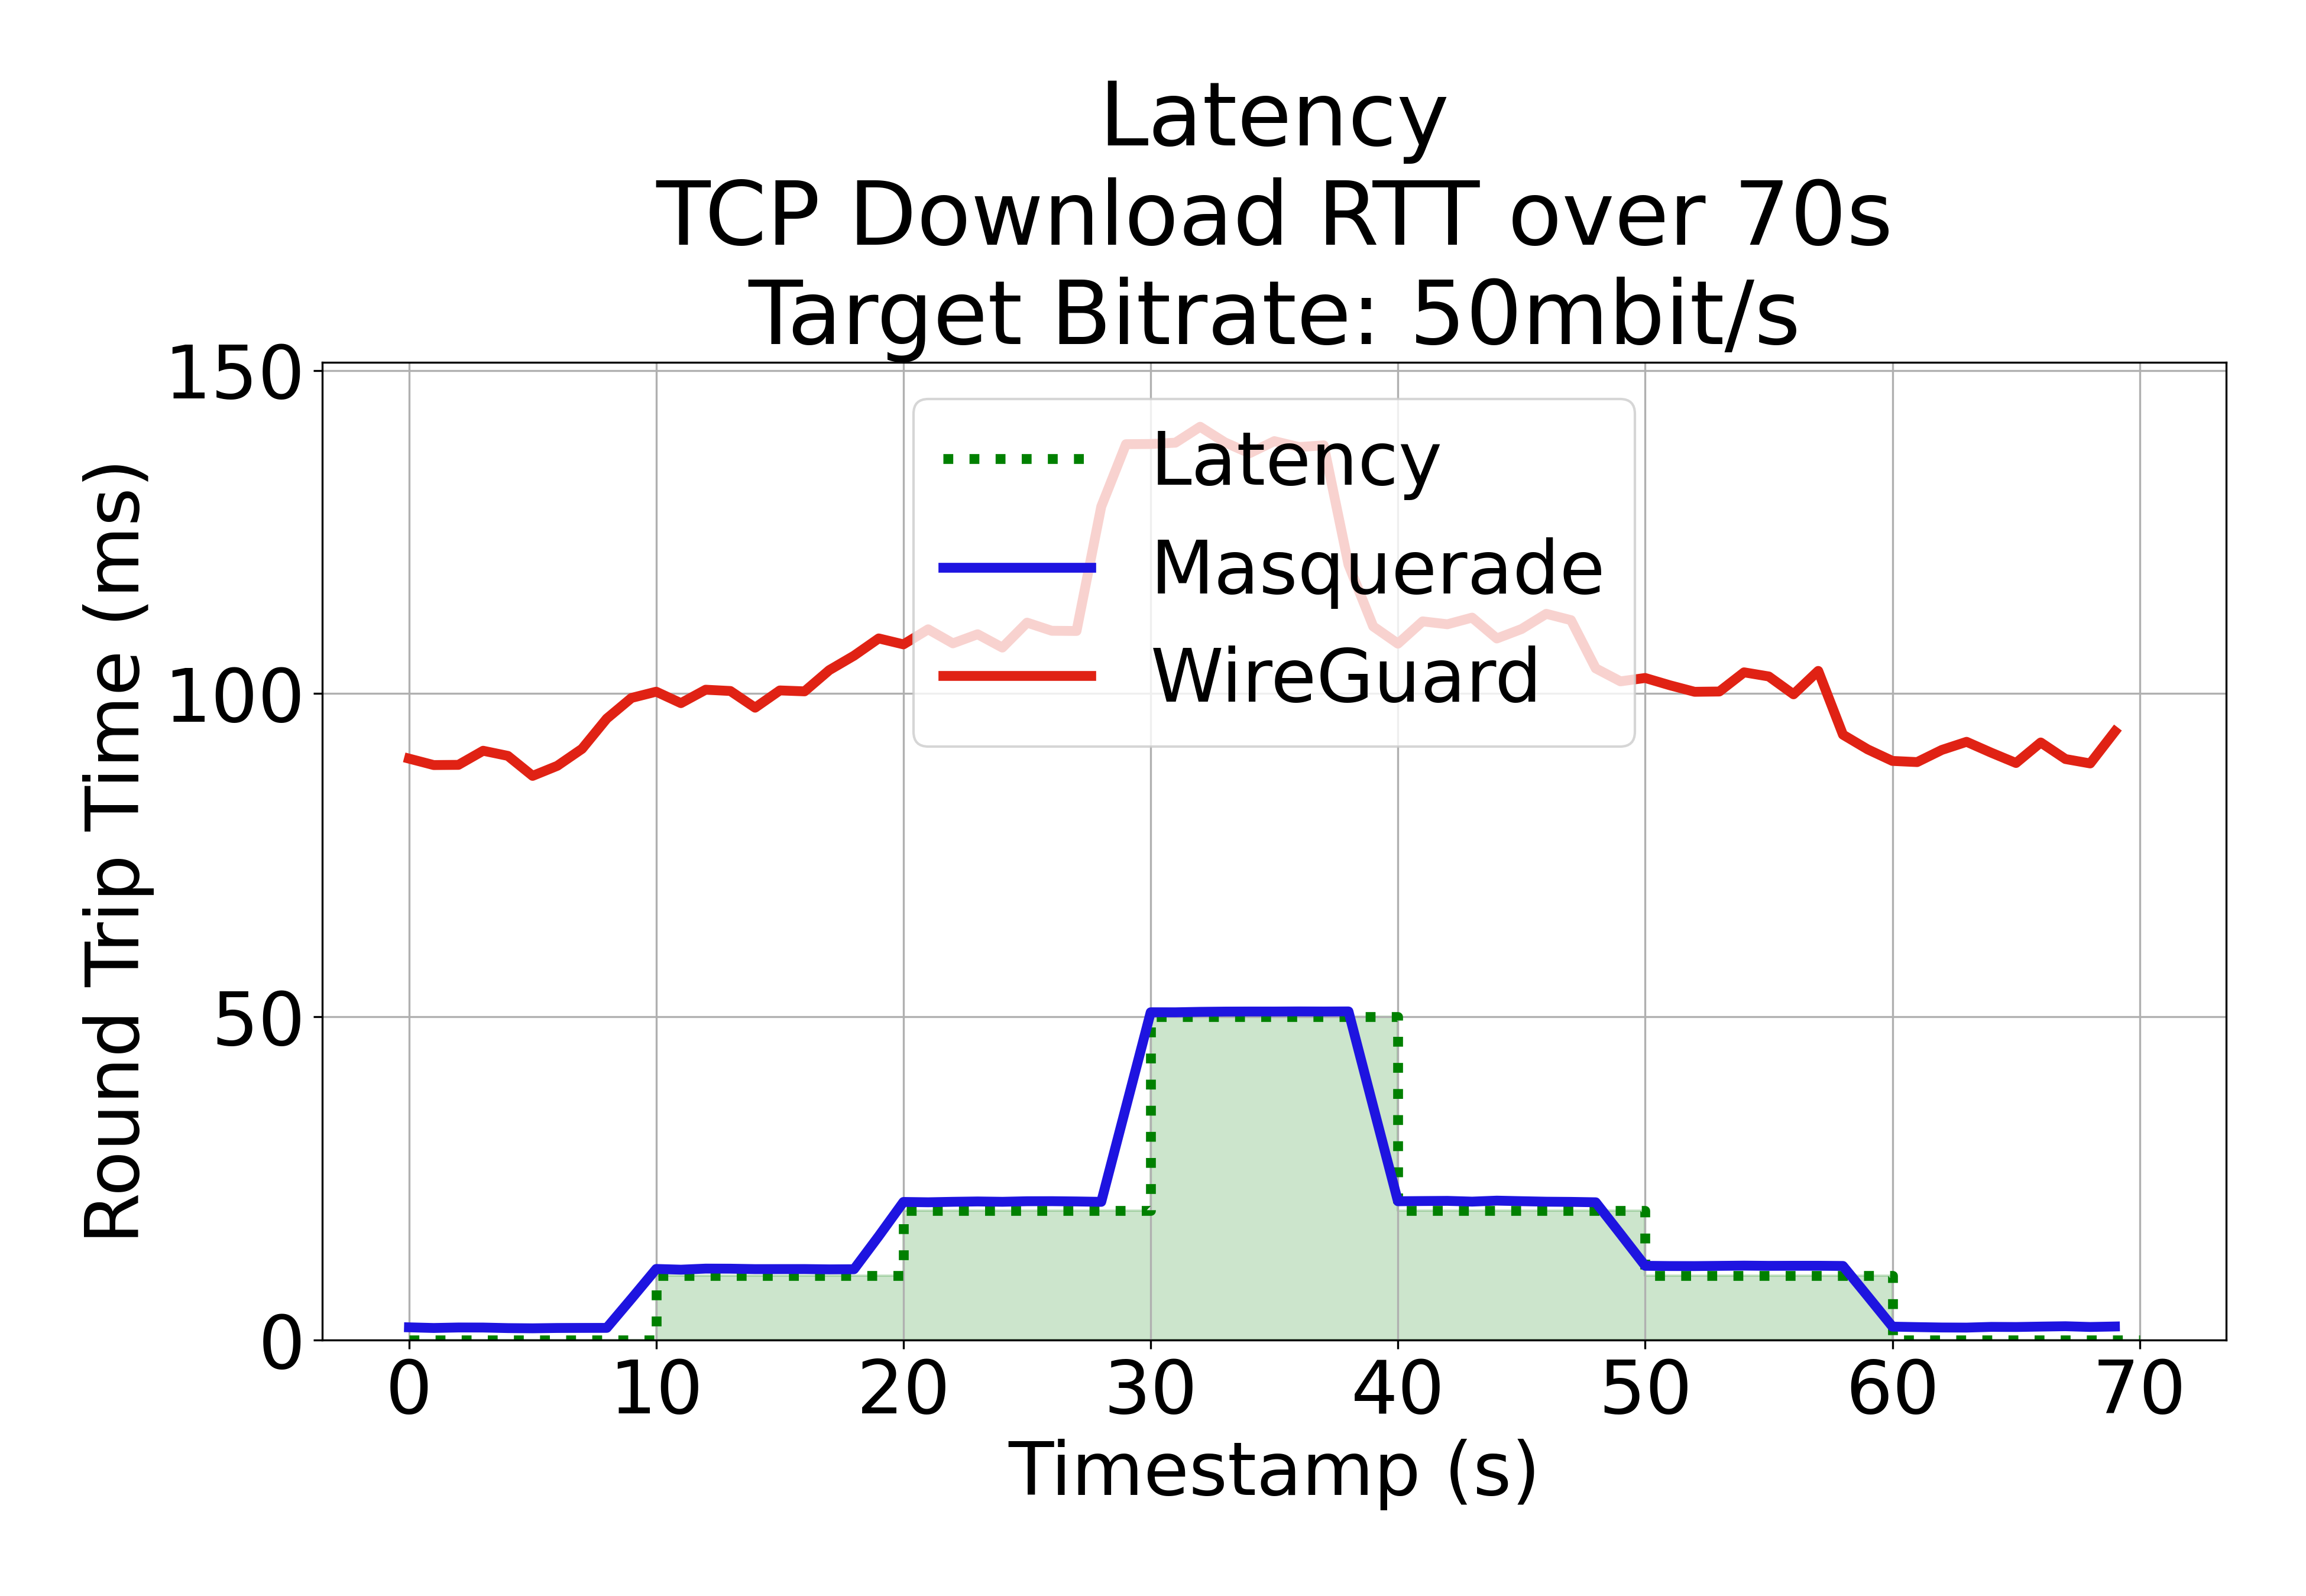 Latency
TCP Download RTT over 70s
Target Bitrate: 50mbit/s
150
100
50
0
Round Trip Time (ms)
Latency
Masquerade
WireGuard
0 10 20 30 40 50 60 70
Timestamp (s)